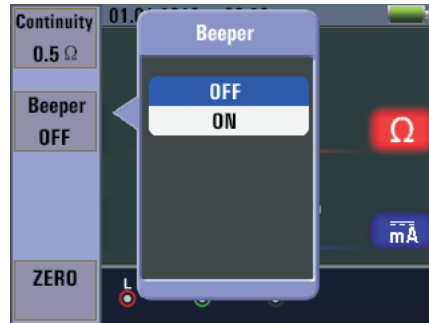 Continuity
0.5 Ω
Beeper
OFF
ZERO
Beeper
OFF
ON
Ω
mA
L